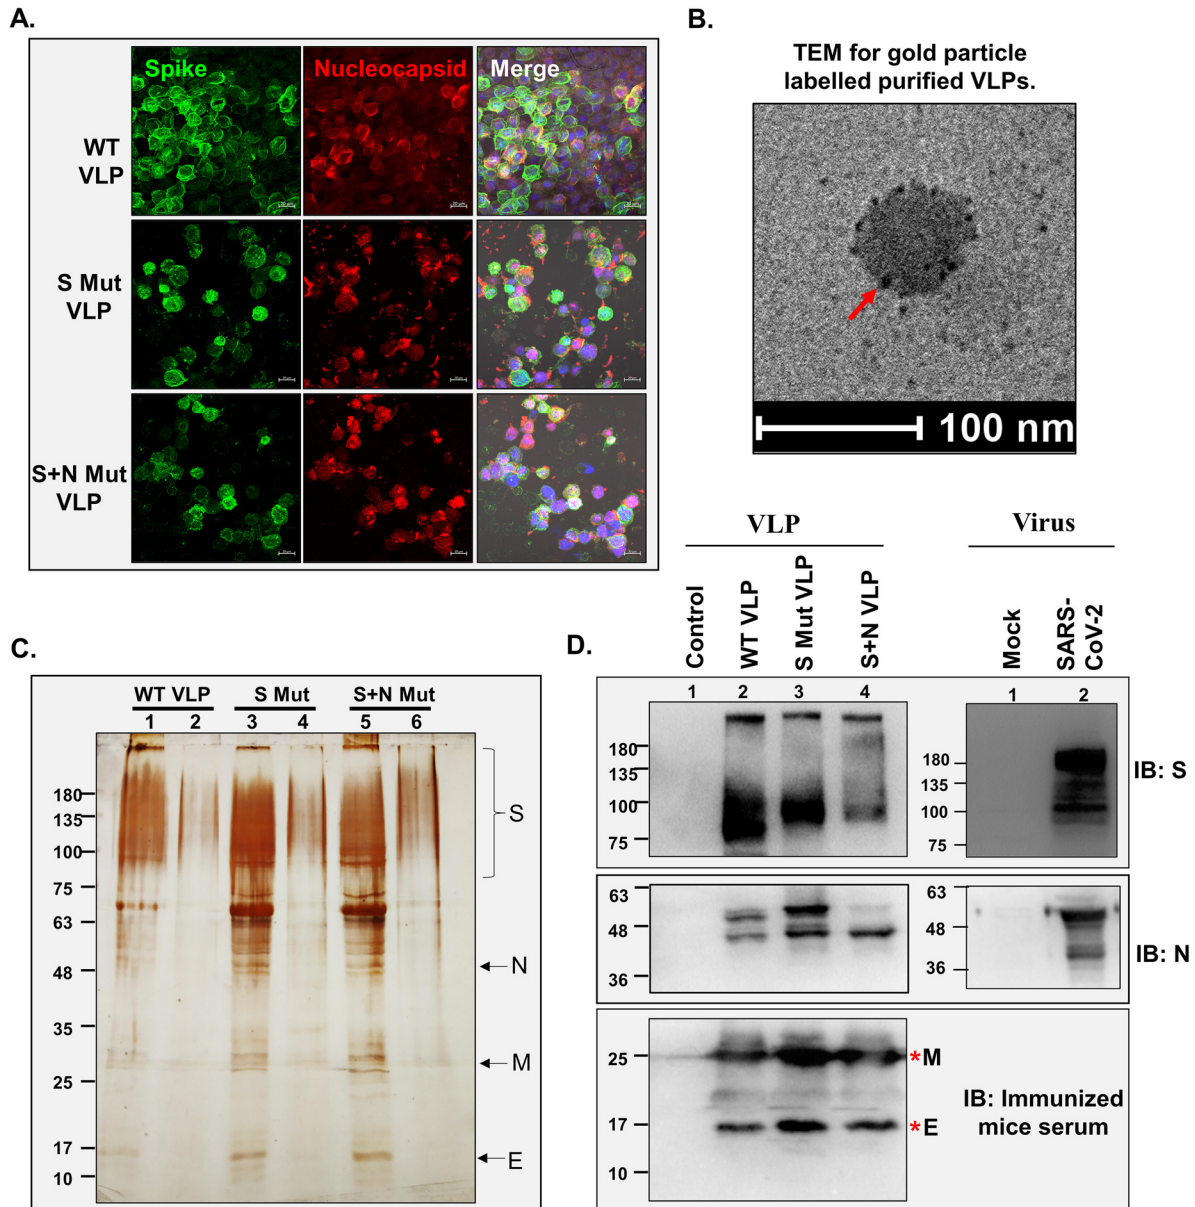 A.
Spike
Nucleocapsid
Merge
WT
VLP
S Mut
VLP
S+N Mut
VLP
B.
TEM for gold particle
labelled purified VLPs.
100 nm
C.
WT VLP
S Mut
S+N Mut
1 2 3 4 5 6
180
135
100
75
63
48
35
25
17
10
S
N
M
E
D.
VLP
Virus
Control
WT VLP
S Mut VLP
S+N VLP
Mock
SARS-
CoV-2
1 2 3 4
1 2
180
135
100
75
180
135
100
75
IB: S
63
48
36
63
48
36
IB: N
25
17
10
*M
*E
IB: Immunized
mice serum